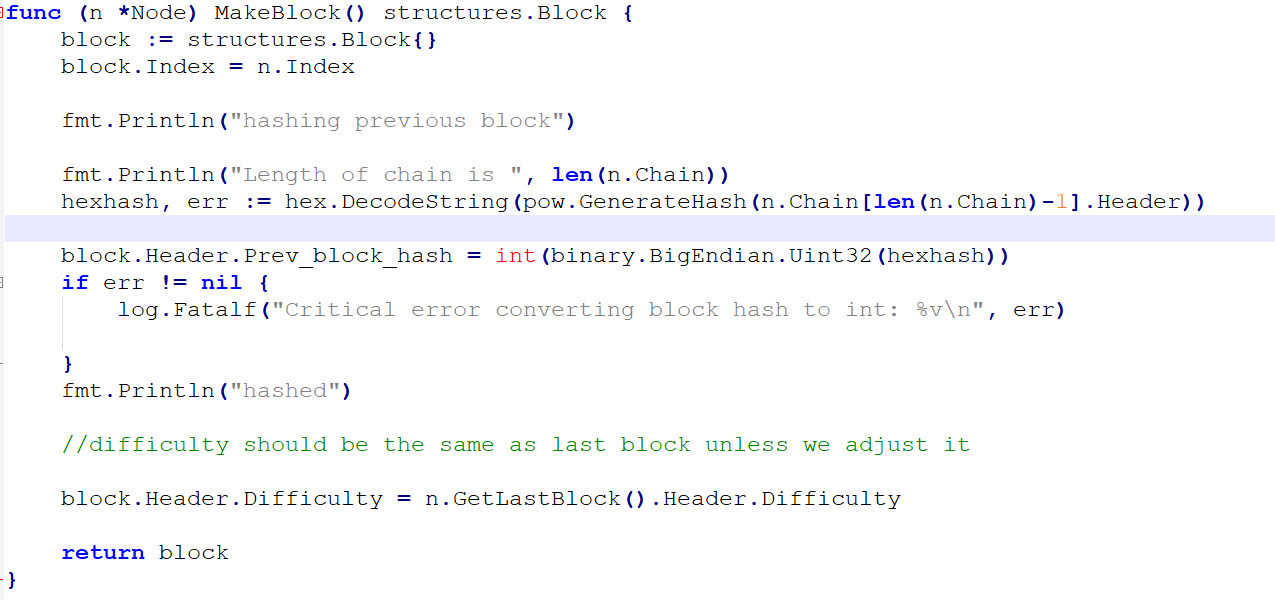 func (n *Node) MakeBlock() structures.Block {
    block := structures.Block{}
    block.Index = n.Index
    fmt.Println("hashing previous block")
    fmt.Println("Length of chain is ", len(n.Chain))
    hexhash, err := hex.DecodeString(pow.GenerateHash(n.Chain[len(n.Chain)-1].Header))
    block.Header.Prev_block_hash = int(binary.BigEndian.Uint32(hexhash))
    if err != nil {
        log.Fatalf("Critical error converting block hash to int: %v\n", err)
    }
    fmt.Println("hashed")
    //difficulty should be the same as last block unless we adjust it
    block.Header.Difficulty = n.GetLastBlock().Header.Difficulty
    return block
}